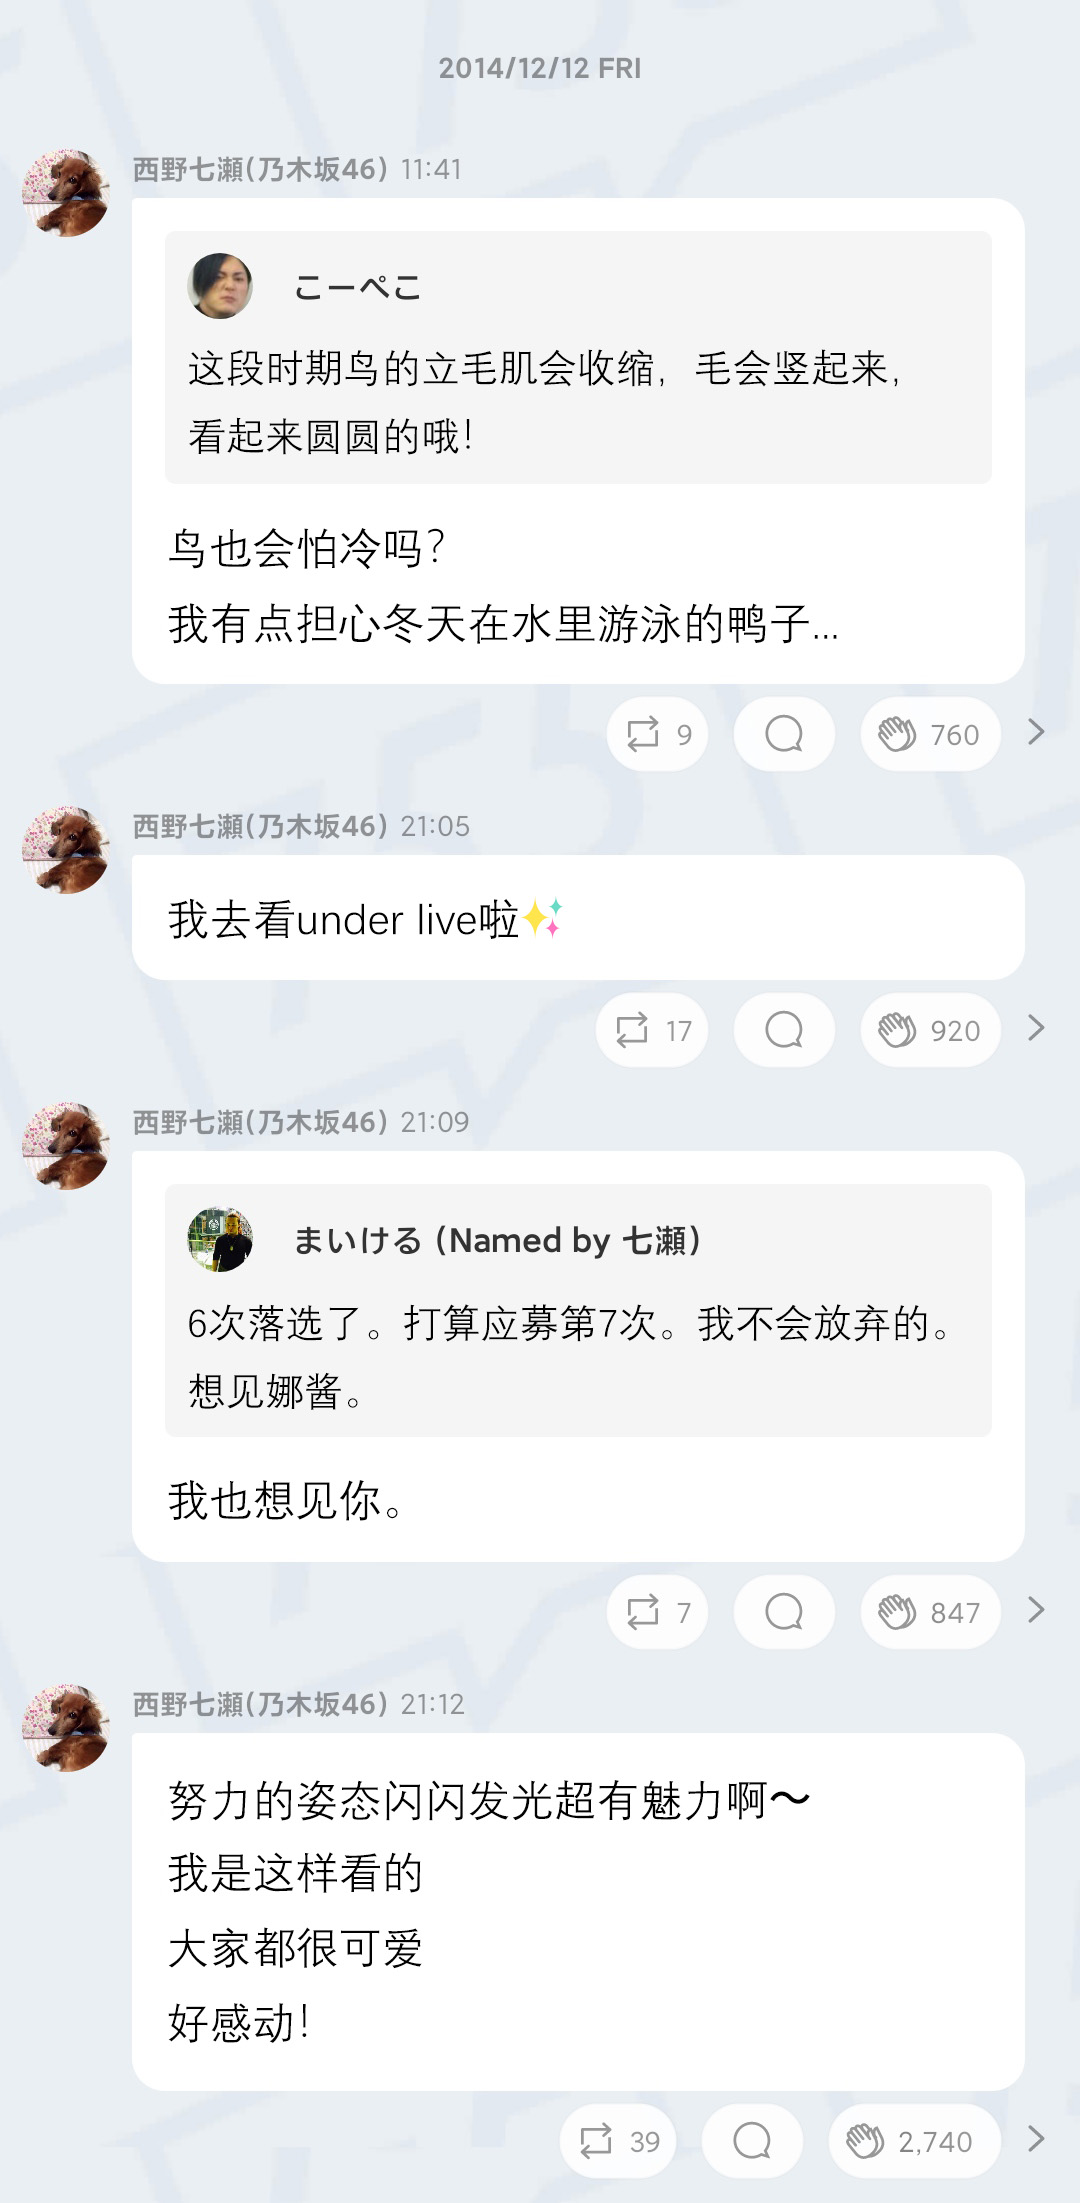 2014/12/12 FRI
西野七瀬(乃木坂46) 11:41
こーぺこ
这段时期鸟的立毛肌会收缩，毛会竖起来，
看起来圆圆的哦！
鸟也会怕冷吗？
我有点担心冬天在水里游泳的鸭子...
9
760
西野七瀬(乃木坂46) 21:05
我去看under live啦✨
17
920
西野七瀬(乃木坂46) 21:09
まいける (Named by 七瀬)
6次落选了。打算应募第7次。我不会放弃的。
想见娜酱。
我也想见你。
7
847
西野七瀬(乃木坂46) 21:12
努力的姿态闪闪发光超有魅力啊〜
我是这样看的
大家都很可爱
好感动！
39
2,740